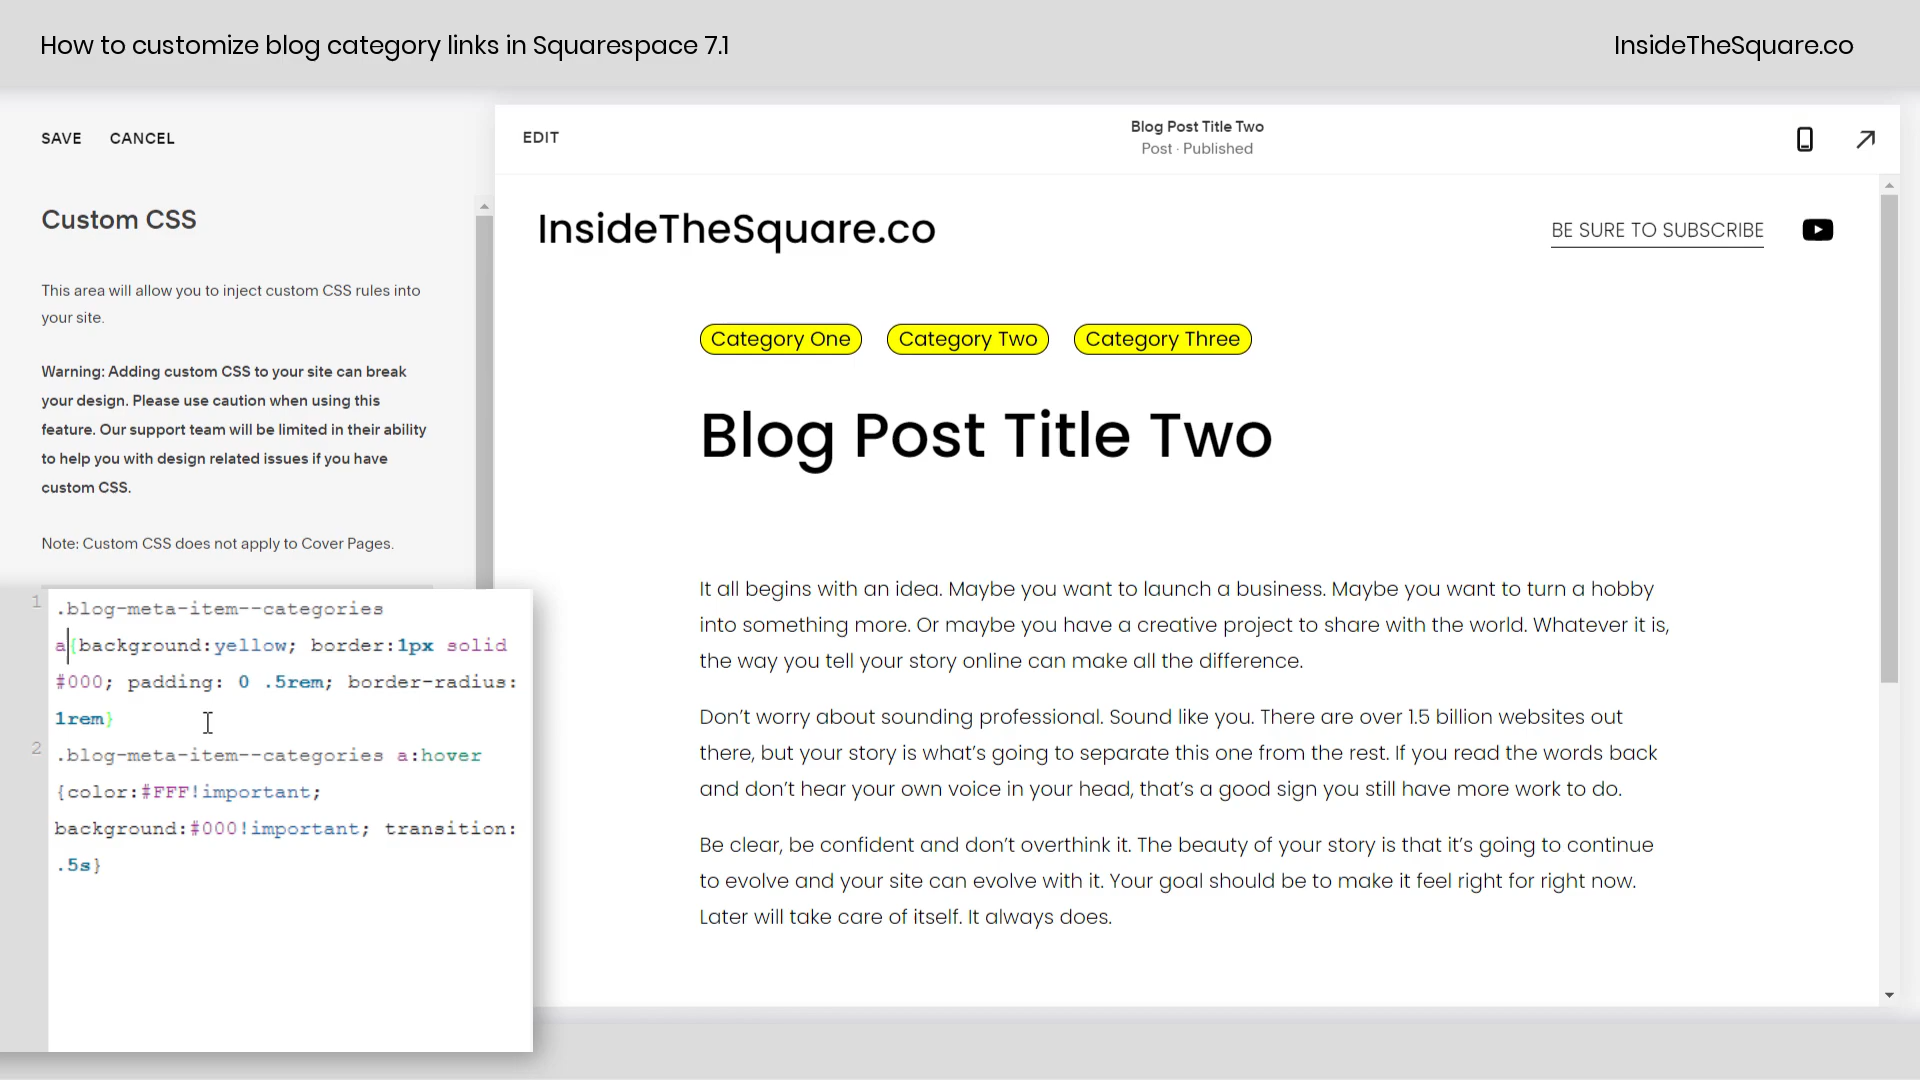 How to customize blog category links in Squarespace 7.1
InsideTheSquare.co
SAVE CANCEL
Custom CSS
This area will allow you to inject custom CSS rules into
your site.
Warning: Adding custom CSS to your site can break
your design. Please use caution when using this
feature. Our support team will be limited in their ability
to help you with design related issues if you have
custom CSS.
Note: Custom CSS does not apply to Cover Pages.
1
.blog-meta-item--categories
a{background:yellow; border:1px solid
#000; padding: 0 .5rem; border-radius:
1rem}
2
.blog-meta-item--categories a:hover
{color:#FFF!important;
background:#000!important; transition:
.5s}
EDIT
Blog Post Title Two
Post · Published
InsideTheSquare.co
BE SURE TO SUBSCRIBE
Category One Category Two Category Three
Blog Post Title Two
It all begins with an idea. Maybe you want to launch a business. Maybe you want to turn a hobby
into something more. Or maybe you have a creative project to share with the world. Whatever it is,
the way you tell your story online can make all the difference.
Don’t worry about sounding professional. Sound like you. There are over 1.5 billion websites out
there, but your story is what’s going to separate this one from the rest. If you read the words back
and don’t hear your own voice in your head, that’s a good sign you still have more work to do.
Be clear, be confident and don’t overthink it. The beauty of your story is that it’s going to continue
to evolve and your site can evolve with it. Your goal should be to make it feel right for right now.
Later will take care of itself. It always does.